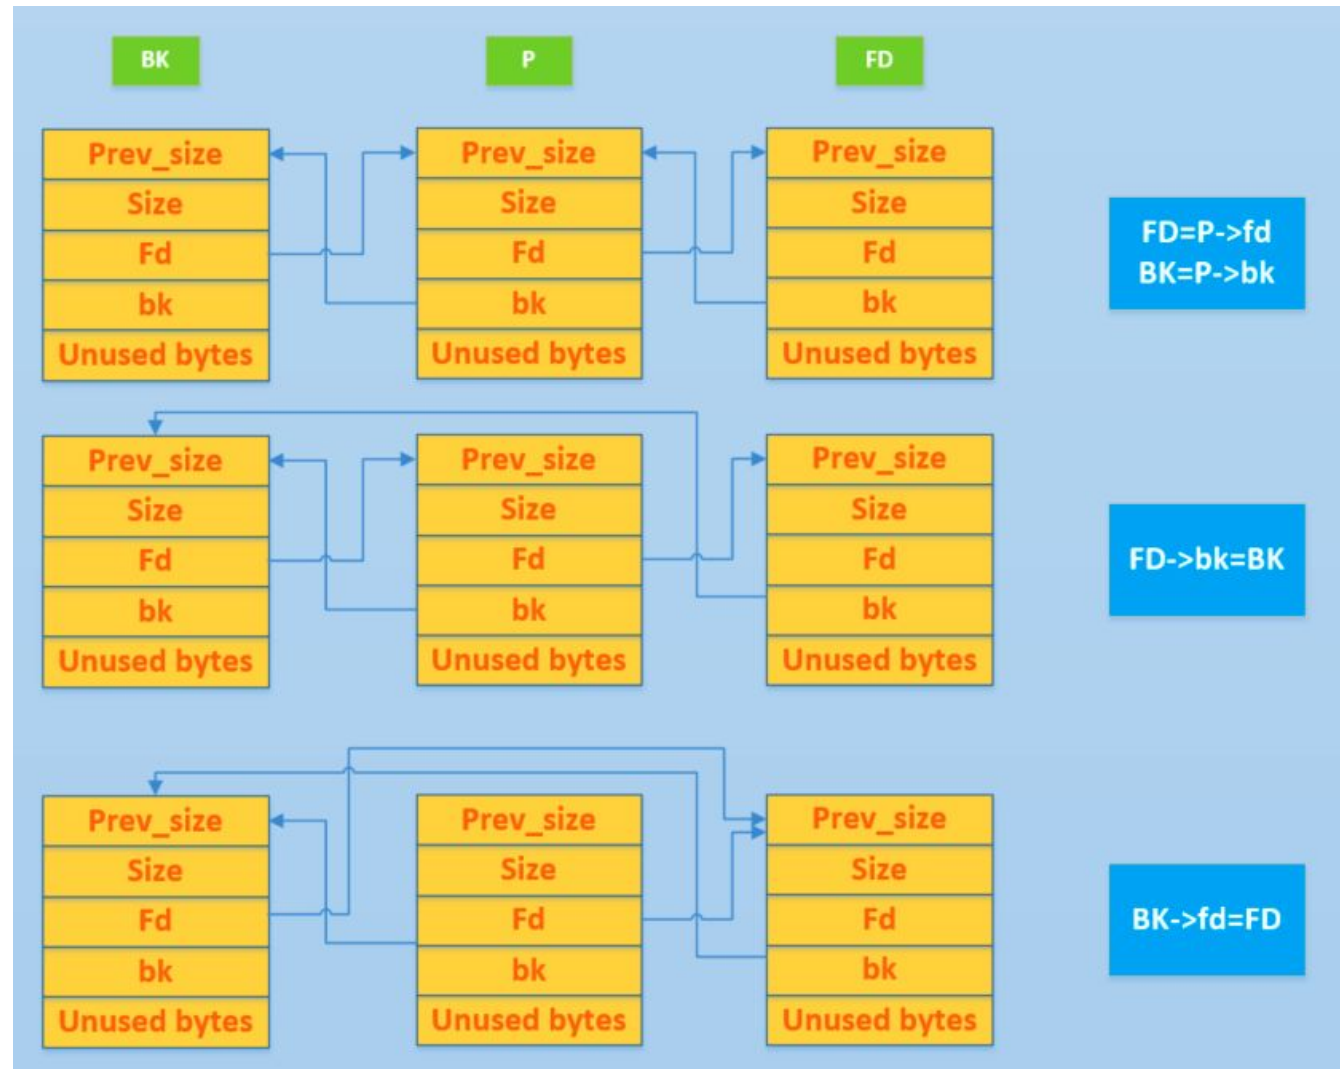 BK
P
FD
Prev_size
Size
Fd
bk
Unused bytes
Prev_size
Size
Fd
bk
Unused bytes
Prev_size
Size
Fd
bk
Unused bytes
FD=P->fd
BK=P->bk
Prev_size
Size
Fd
bk
Unused bytes
Prev_size
Size
Fd
bk
Unused bytes
Prev_size
Size
Fd
bk
Unused bytes
FD->bk=BK
Prev_size
Size
Fd
bk
Unused bytes
Prev_size
Size
Fd
bk
Unused bytes
Prev_size
Size
Fd
bk
Unused bytes
BK->fd=FD